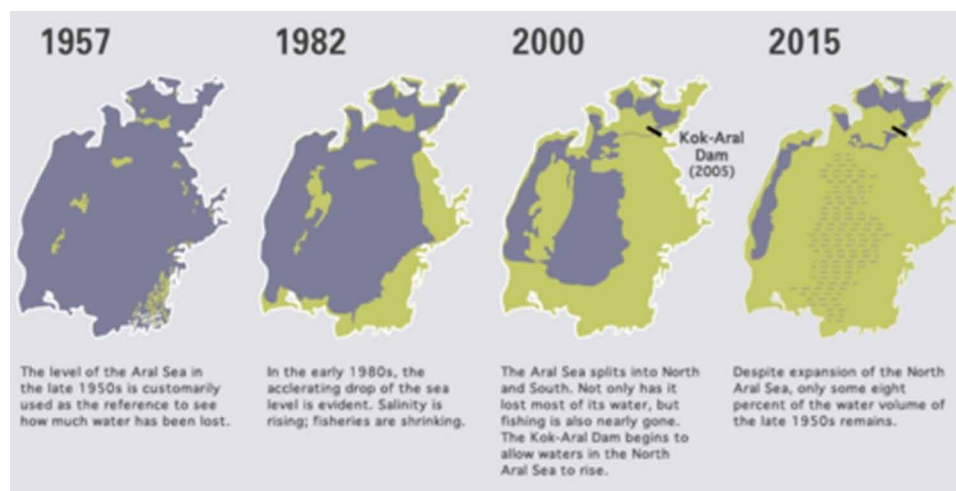 1957
1982
2000
2015
Kok-Aral
Dam
(2005)
The level of the Aral Sea in
the late 1950s is customarily
used as the reference to see
how much water has been lost.
In the early 1980s, the
acclerating drop of the sea
level is evident. Salinity is
rising; fisheries are shrinking.
The Aral Sea splits into North
and South. Not only has it
lost most of its water, but
fishing is also nearly gone.
The Kok-Aral Dam begins to
allow waters in the North
Aral Sea to rise.
Despite expansion of the North
Aral Sea, only some eight
percent of the water volume of
the late 1950s remains.